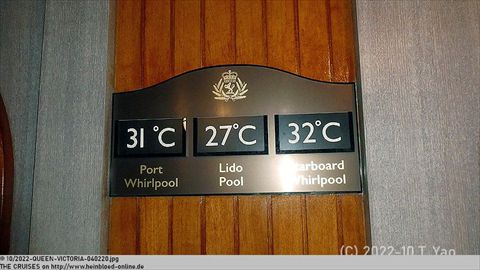 31°C 27°C 32°C
Port Whirlpool
Lido Pool
Starboard Whirlpool
(C) 2022-10 T. Yao
© 10/2022-QUEEN-VICTORIA-040220.jpg
THE CRUISES on http://www.heinbloed-online.de